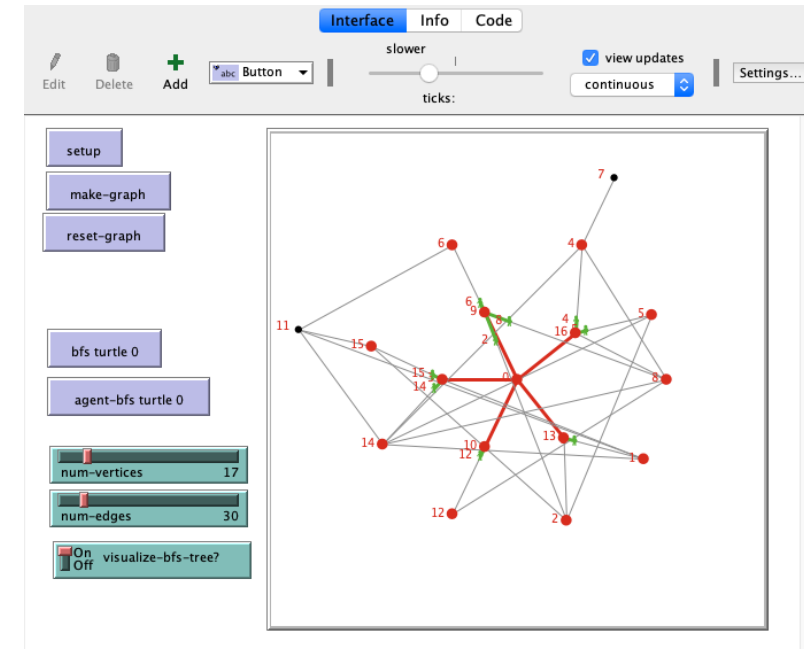 Interface Info Code
Edit
Delete
Add
abc Button
slower
ticks:
view updates
continuous
Settings...
setup
make-graph
reset-graph
bfs turtle 0
agent-bfs turtle 0
num-vertices 17
num-edges 30
On
Off
visualize-bfs-tree?
7
6
4
6
9
8
2
4
16
5
11
15
15
14
0
8
14
10
12
13
1
12
2